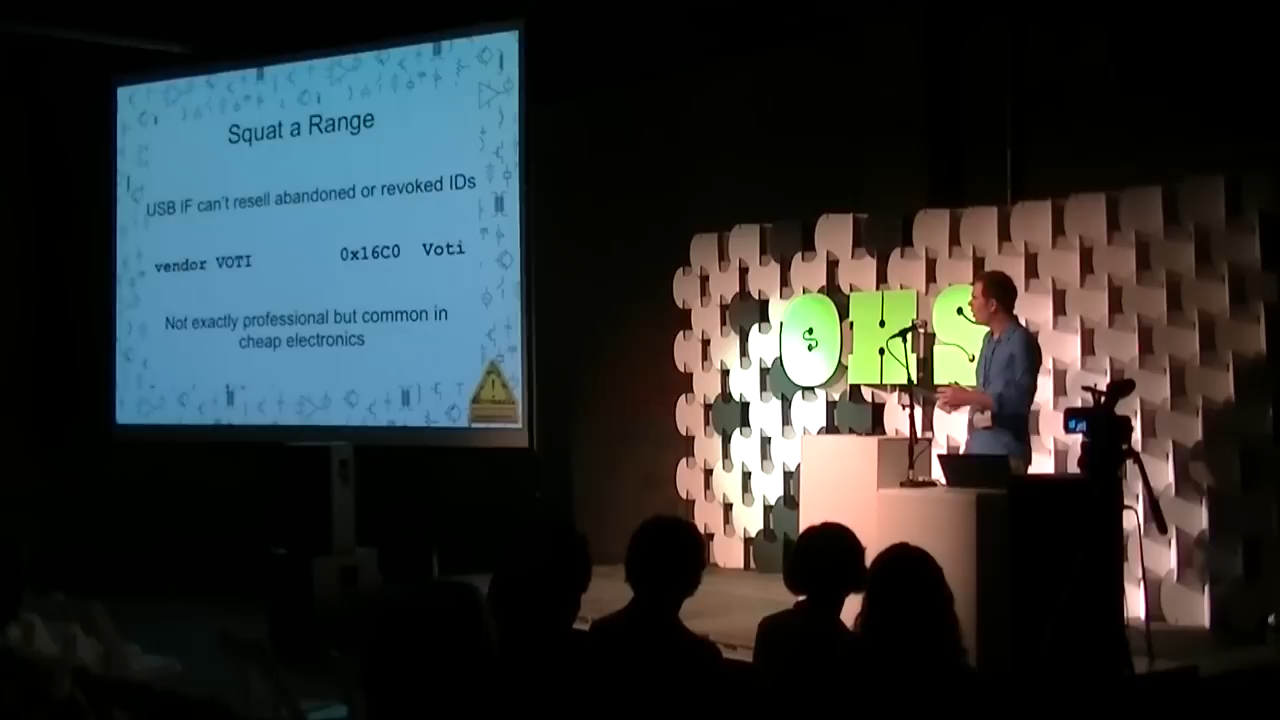 Squat a Range
USB IF can't resell abandoned or revoked IDs
vendor VOTI 0x16C0 Voti
Not exactly professional but common in
cheap electronics
OHS